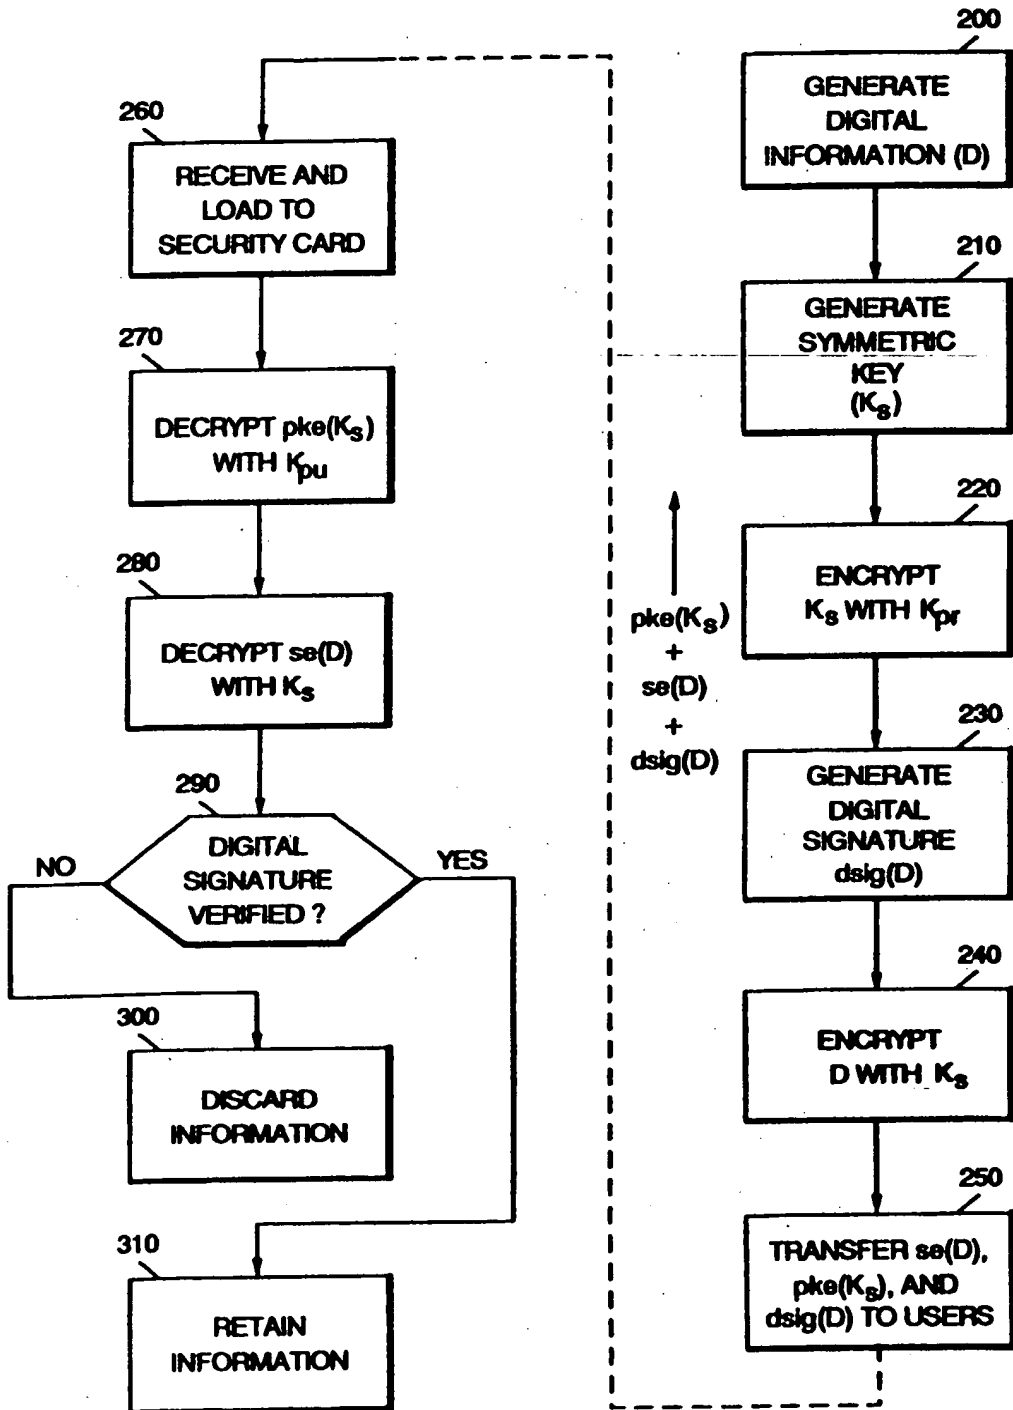 200
GENERATE
DIGITAL
INFORMATION (D)
210
GENERATE
SYMMETRIC
KEY
(Ks)
220
ENCRYPT
Ks WITH Kpr
230
GENERATE
DIGITAL
SIGNATURE
dsig(D)
240
ENCRYPT
D WITH Ks
250
TRANSFER se(D),
pke(Ks), AND
dsig(D) TO USERS
pke(Ks)
+
se(D)
+
dsig(D)
260
RECEIVE AND
LOAD TO
SECURITY CARD
270
DECRYPT pke(Ks)
WITH Kpu
280
DECRYPT se(D)
WITH Ks
290
DIGITAL
SIGNATURE
VERIFIED ?
NO
YES
300
DISCARD
INFORMATION
310
RETAIN
INFORMATION